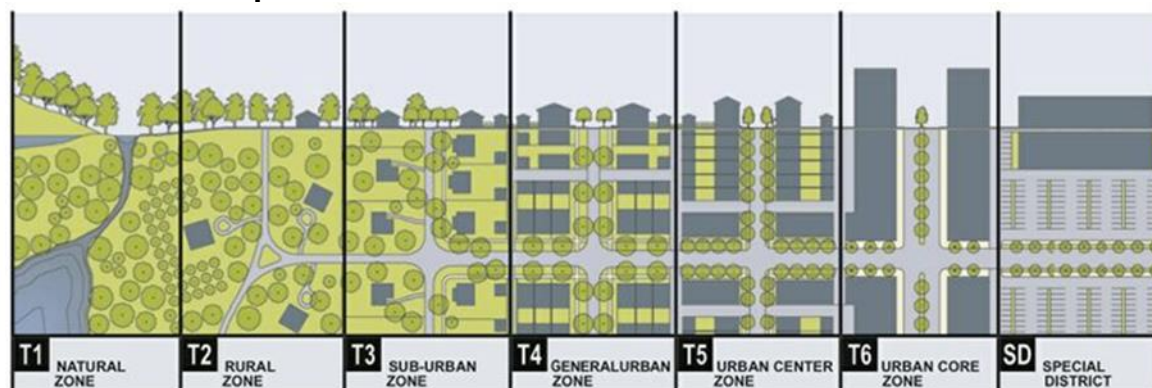 T1 NATURAL
ZONE
T2 RURAL
ZONE
T3 SUB-URBAN
ZONE
T4 GENERALURBAN
ZONE
T5 URBAN CENTER
ZONE
T6 URBAN CORE
ZONE
SD SPECIAL
DISTRICT